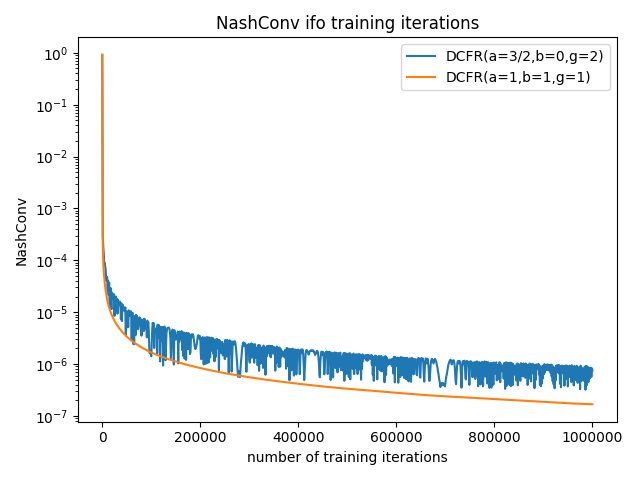 NashConv ifo training iterations
DCFR(a=3/2,b=0,g=2)
DCFR(a=1,b=1,g=1)
NashConv
10⁰
10⁻¹
10⁻²
10⁻³
10⁻⁴
10⁻⁵
10⁻⁶
10⁻⁷
0 200000 400000 600000 800000 1000000
number of training iterations